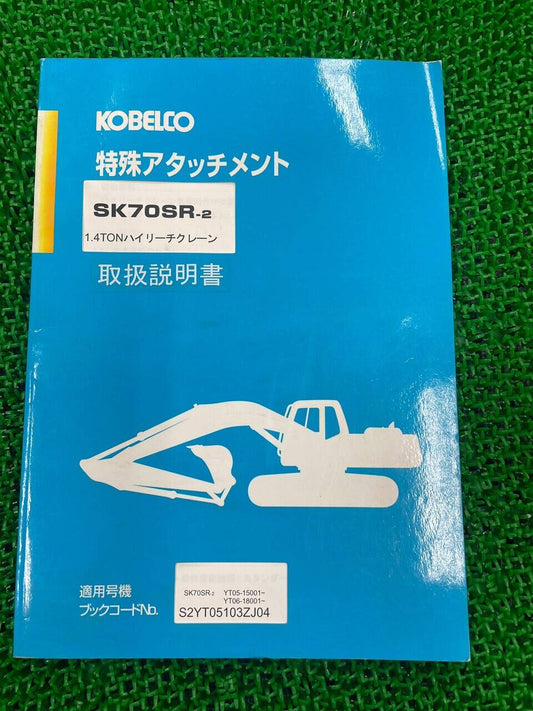 KOBELCO
特殊アタッチメント
SK70SR-2
1.4TONハイリーチクレーン
取扱説明書
適用号機
SK70SR-2 YT05-15001~
YT06-18001~
ブックコードNo.
S2YT05103ZJ04